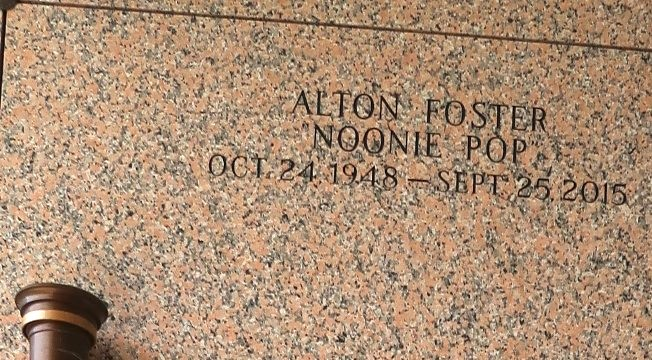 ALTON FOSTER
"NOONIE POP"
OCT. 24, 1948 – SEPT. 25, 2015